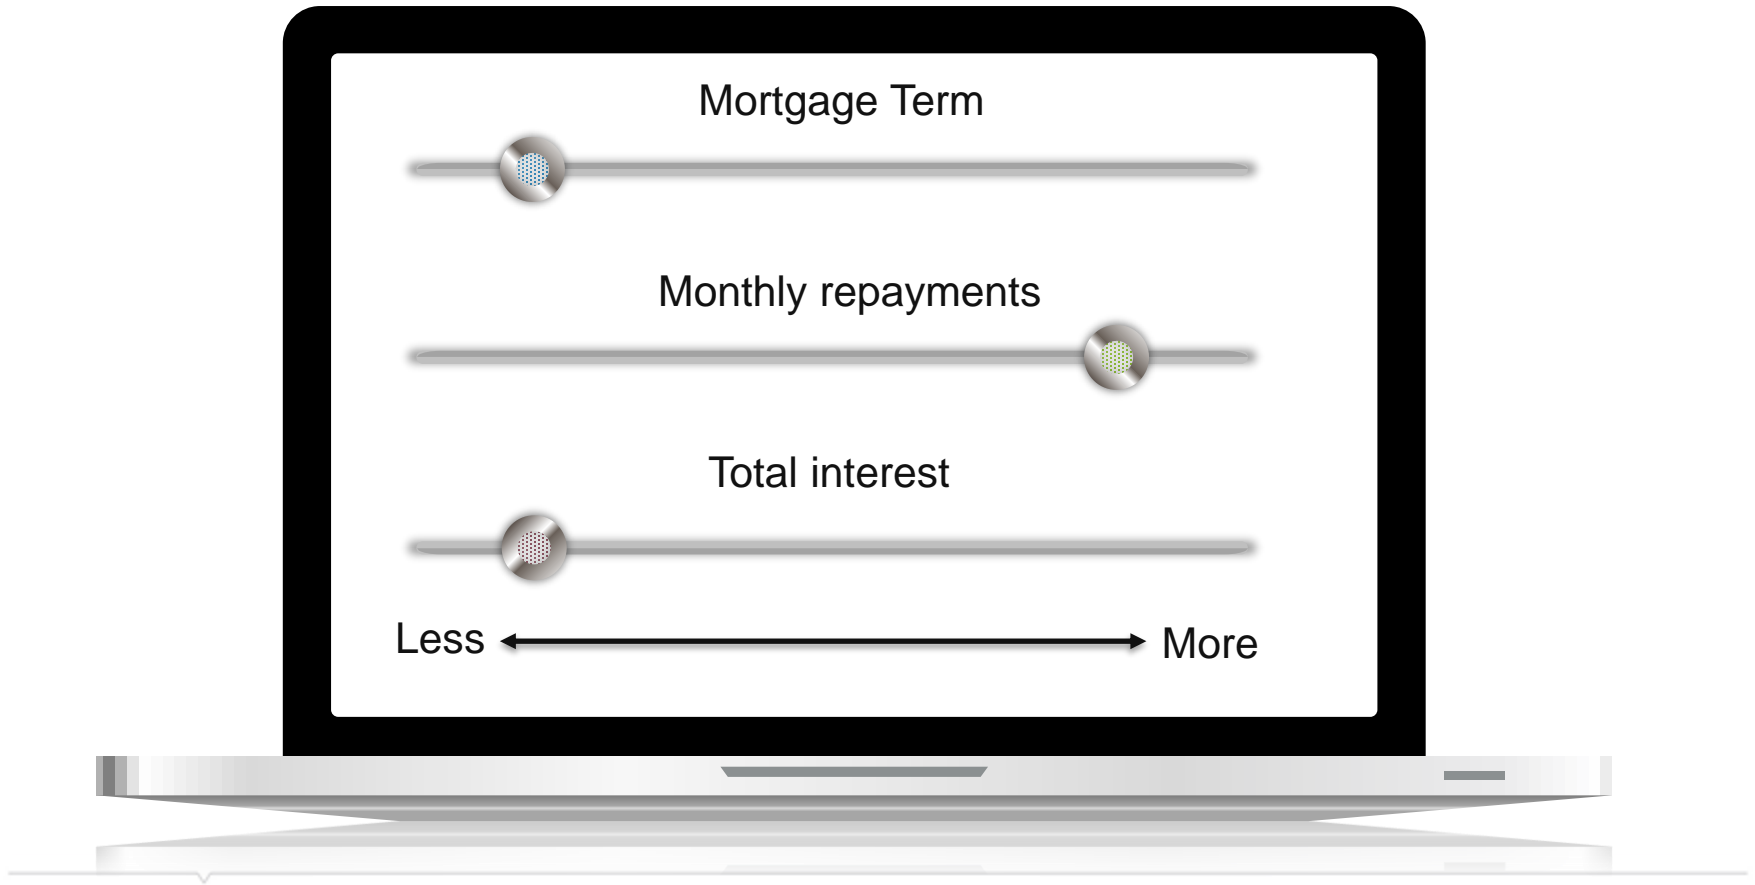 Mortgage Term
Monthly repayments
Total interest
Less
More